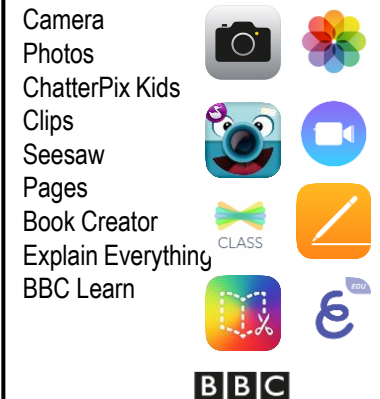 Camera
Photos
ChatterPix Kids
Clips
Seesaw
Pages
Book Creator
Explain Everything
BBC Learn
CLASS
EDU
BBC